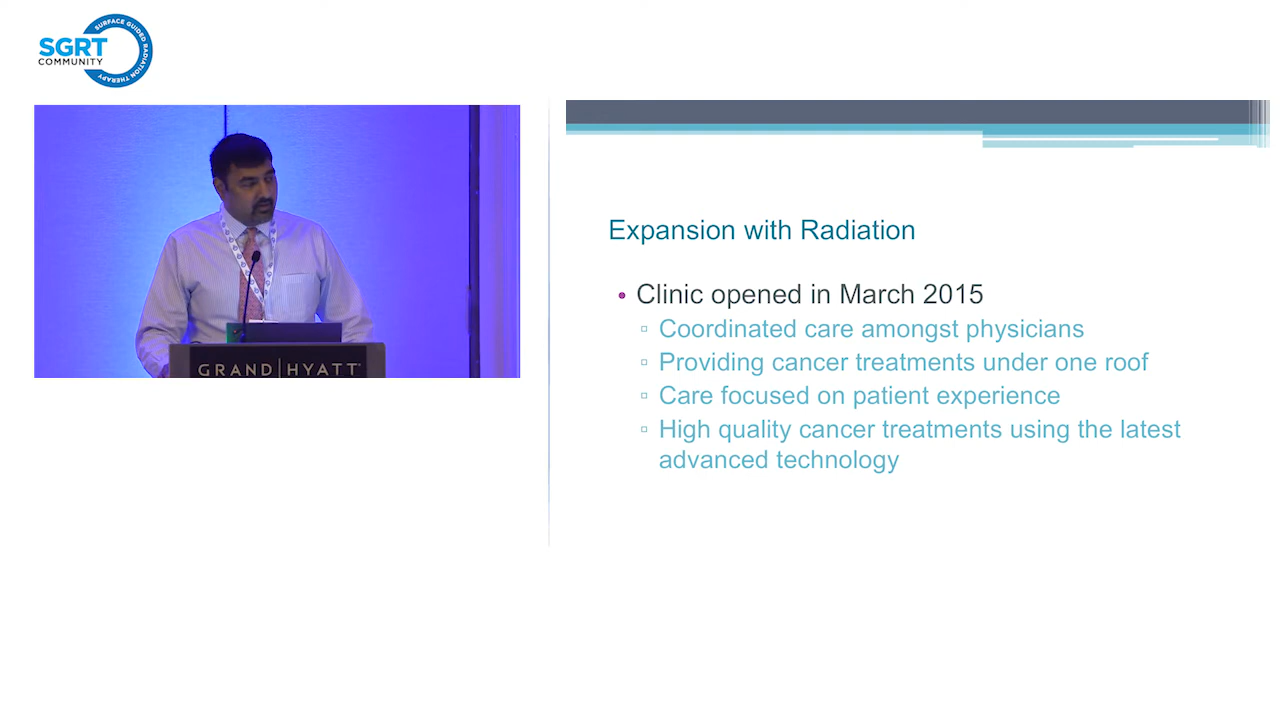 SURFACE GUIDED RADIATION THERAPY
SGRT
COMMUNITY
GRAND HYATT
Expansion with Radiation
• Clinic opened in March 2015
▫ Coordinated care amongst physicians
▫ Providing cancer treatments under one roof
▫ Care focused on patient experience
▫ High quality cancer treatments using the latest
advanced technology